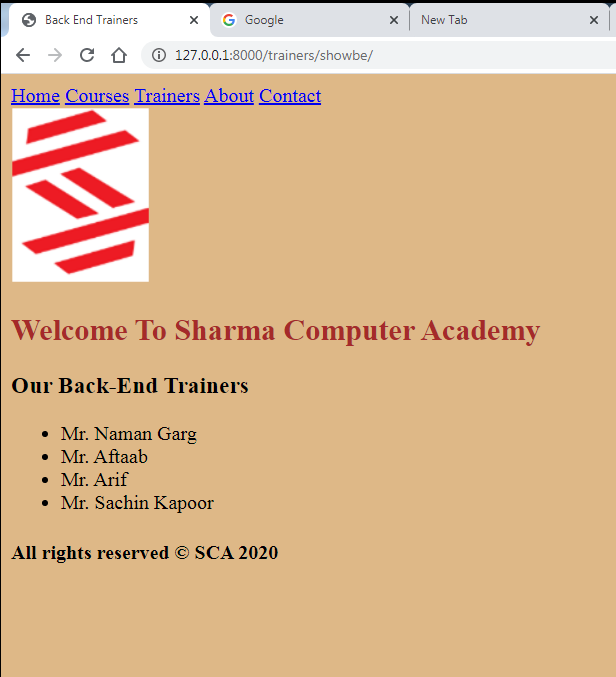 Back End Trainers Google New Tab
127.0.0.1:8000/trainers/showbe/
Home Courses Trainers About Contact
Welcome To Sharma Computer Academy
Our Back-End Trainers
• Mr. Naman Garg
• Mr. Aftaab
• Mr. Arif
• Mr. Sachin Kapoor
All rights reserved © SCA 2020